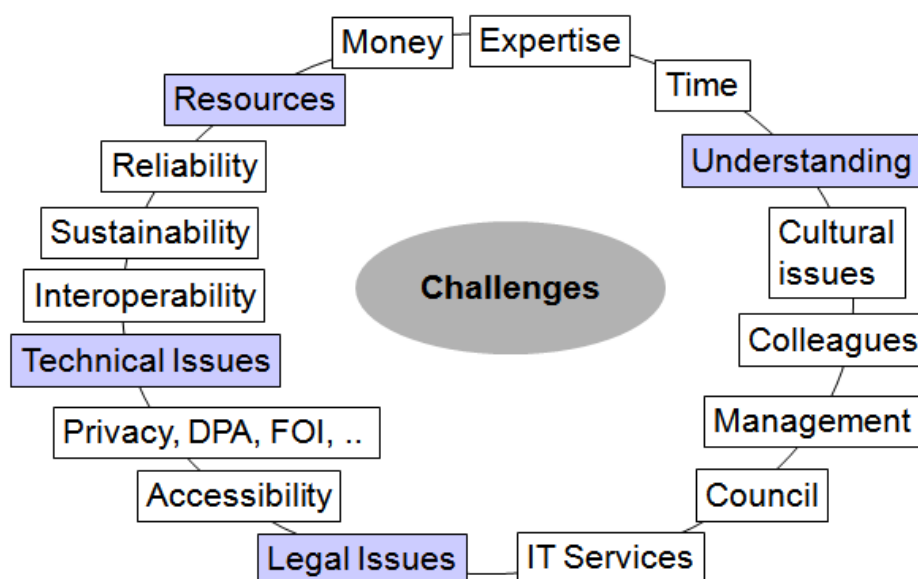 Money
Expertise
Time
Resources
Understanding
Reliability
Sustainability
Cultural
issues
Challenges
Interoperability
Colleagues
Technical Issues
Privacy, DPA, FOI, ..
Management
Accessibility
Council
Legal Issues
IT Services